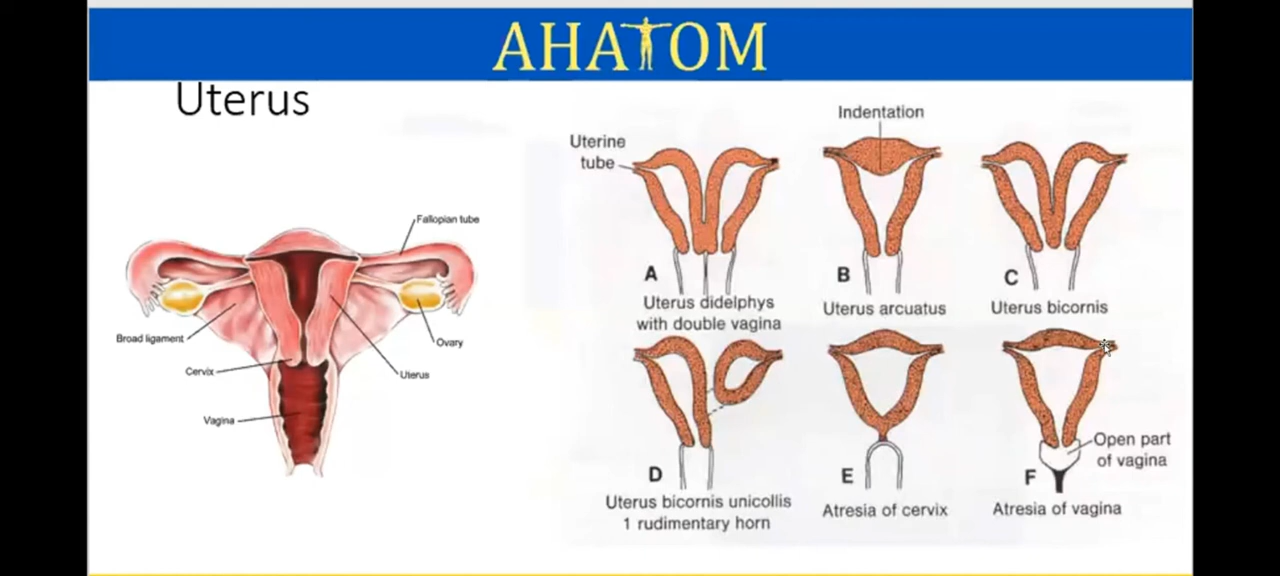 AHATOM
Uterus
Fallopian tube
Broad ligament
Ovary
Cervix
Uterus
Vagina
Uterine
tube
Indentation
A
Uterus didelphys
with double vagina
B
Uterus arcuatus
C
Uterus bicornis
D
Uterus bicornis unicollis
1 rudimentary horn
E
Atresia of cervix
Open part
of vagina
F
Atresia of vagina